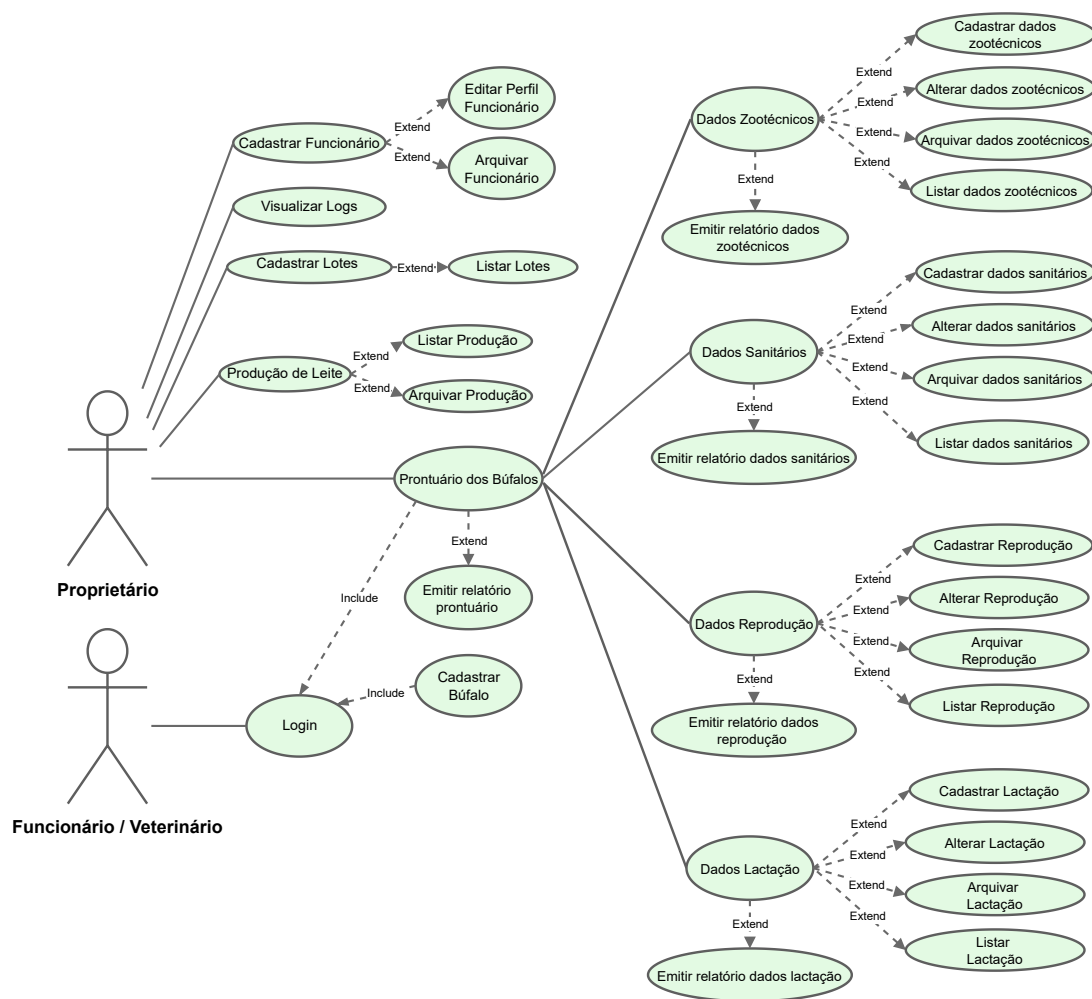 Editar Perfil
Funcionário
Extend
Cadastrar Funcionário
Extend
Arquivar
Funcionário
Visualizar Logs
Cadastrar Lotes
Extend
Listar Lotes
Listar Produção
Extend
Produção de Leite
Extend
Arquivar Produção
Proprietário
Prontuário dos Búfalos
Extend
Emitir relatório
prontuário
Include
Cadastrar
Búfalo
Include
Login
Funcionário / Veterinário
Dados Zootécnicos
Extend
Emitir relatório dados
zootécnicos
Extend
Cadastrar dados
zootécnicos
Extend
Alterar dados zootécnicos
Extend
Arquivar dados zootécnicos
Extend
Listar dados zootécnicos
Dados Sanitários
Extend
Emitir relatório dados sanitários
Extend
Cadastrar dados sanitários
Extend
Alterar dados sanitários
Extend
Arquivar dados sanitários
Extend
Listar dados sanitários
Dados Reprodução
Extend
Emitir relatório dados
reprodução
Extend
Cadastrar Reprodução
Extend
Alterar Reprodução
Extend
Arquivar
Reprodução
Extend
Listar Reprodução
Dados Lactação
Extend
Emitir relatório dados lactação
Extend
Cadastrar Lactação
Extend
Alterar Lactação
Extend
Arquivar
Lactação
Extend
Listar
Lactação